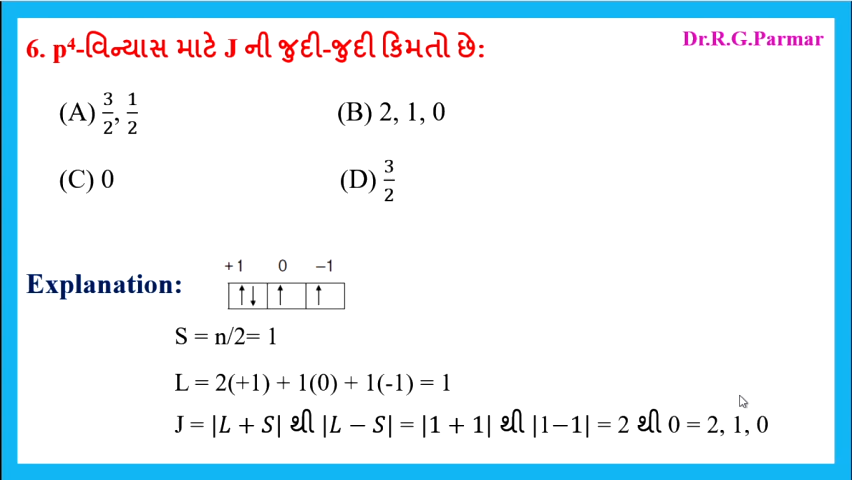 6. p⁴-વિન્યાસ માટે J ની જુદી-જુદી કિમતો છે:
Dr.R.G.Parmar
(A) 3/2, 1/2
(B) 2, 1, 0
(C) 0
(D) 3/2
+1 0 –1
Explanation:
↑↓ ↑ ↑
S = n/2= 1
L = 2(+1) + 1(0) + 1(-1) = 1
J = |L + S| થી |L − S| = |1 + 1| થી |1−1| = 2 થી 0 = 2, 1, 0